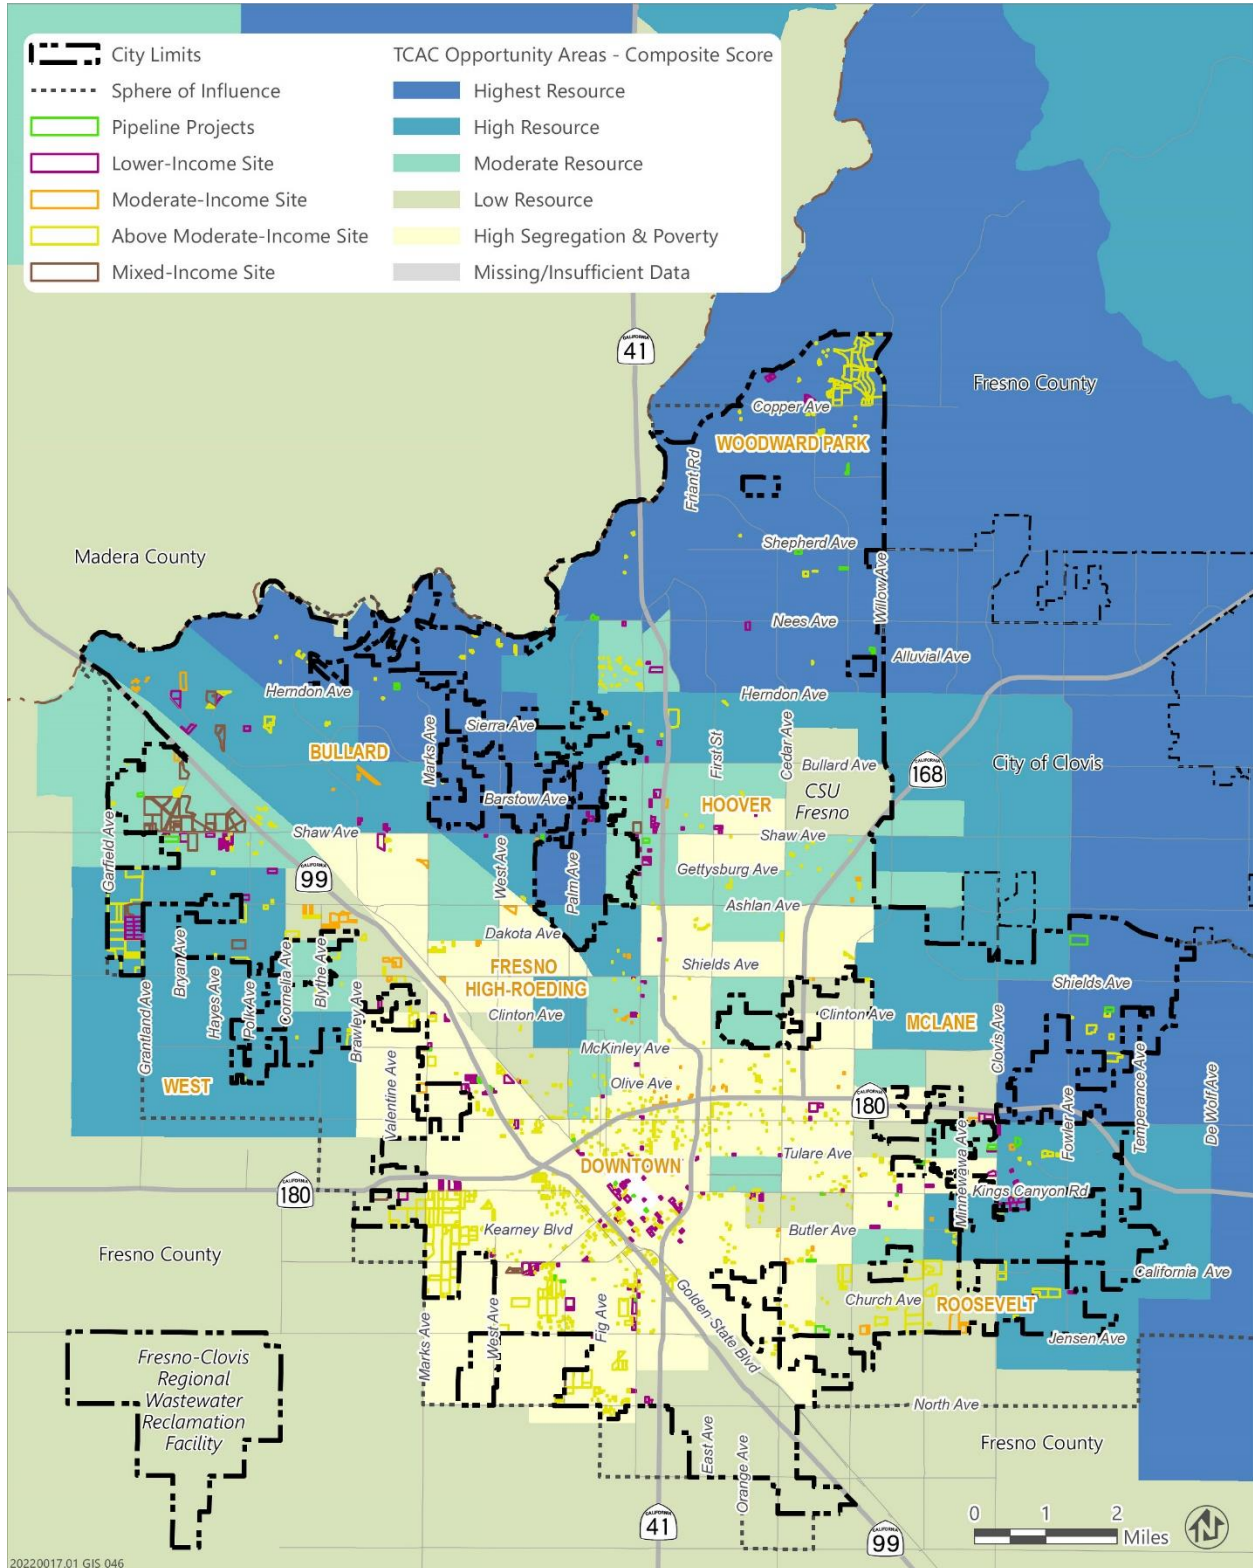 City Limits
Sphere of Influence
Pipeline Projects
Lower-Income Site
Moderate-Income Site
Above Moderate-Income Site
Mixed-Income Site
TCAC Opportunity Areas - Composite Score
Highest Resource
High Resource
Moderate Resource
Low Resource
High Segregation & Poverty
Missing/Insufficient Data
CALIFORNIA
41
Fresno County
Copper Ave
WOODWARD PARK
Friant Rd
Madera County
Shepherd Ave
Willow Ave
Nees Ave
Alluvial Ave
Herndon Ave
Herndon Ave
Sierra Ave
Marks Ave
BULLARD
First St
Cedar Ave
Bullard Ave
CALIFORNIA
168
City of Clovis
Barstow Ave
HOOVER
CSU
Fresno
Shaw Ave
Shaw Ave
Garfield Ave
CALIFORNIA
99
West Ave
Palm Ave
Gettysburg Ave
Ashlan Ave
Dakota Ave
Shields Ave
FRESNO
HIGH-ROEDING
Shields Ave
Bryan Ave
Hayes Ave
Polk Ave
Cornelia Ave
Blythe Ave
Grantland Ave
Brawley Ave
Clinton Ave
Clinton Ave
MCLANE
Clovis Ave
McKinley Ave
Olive Ave
WEST
Valentine Ave
CALIFORNIA
180
Fowler Ave
Temperance Ave
De Wolf Ave
Minnewawa Ave
Tulare Ave
DOWNTOWN
CALIFORNIA
180
Kings Canyon Rd
Kearney Blvd
Butler Ave
Fresno County
California Ave
Church Ave
ROOSEVELT
Golden State Blvd
Marks Ave
West Ave
Fig Ave
Jensen Ave
Fresno-Clovis
Regional
Wastewater
Reclamation
Facility
North Ave
East Ave
Orange Ave
Fresno County
CALIFORNIA
41
CALIFORNIA
99
0 1 2
Miles
N
20220017.01 GIS 046